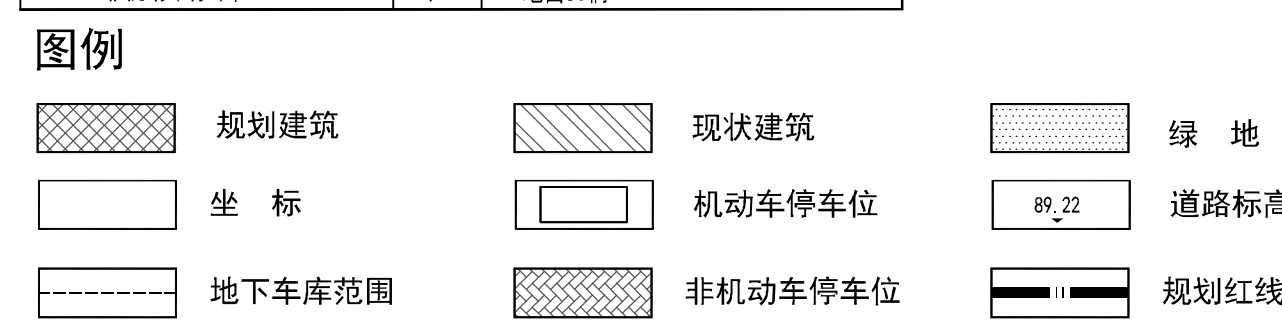 图例
规划建筑 现状建筑 绿 地
坐 标 机动车停车位 89.22 道路标高
地下车库范围 非机动车停车位 规划红线